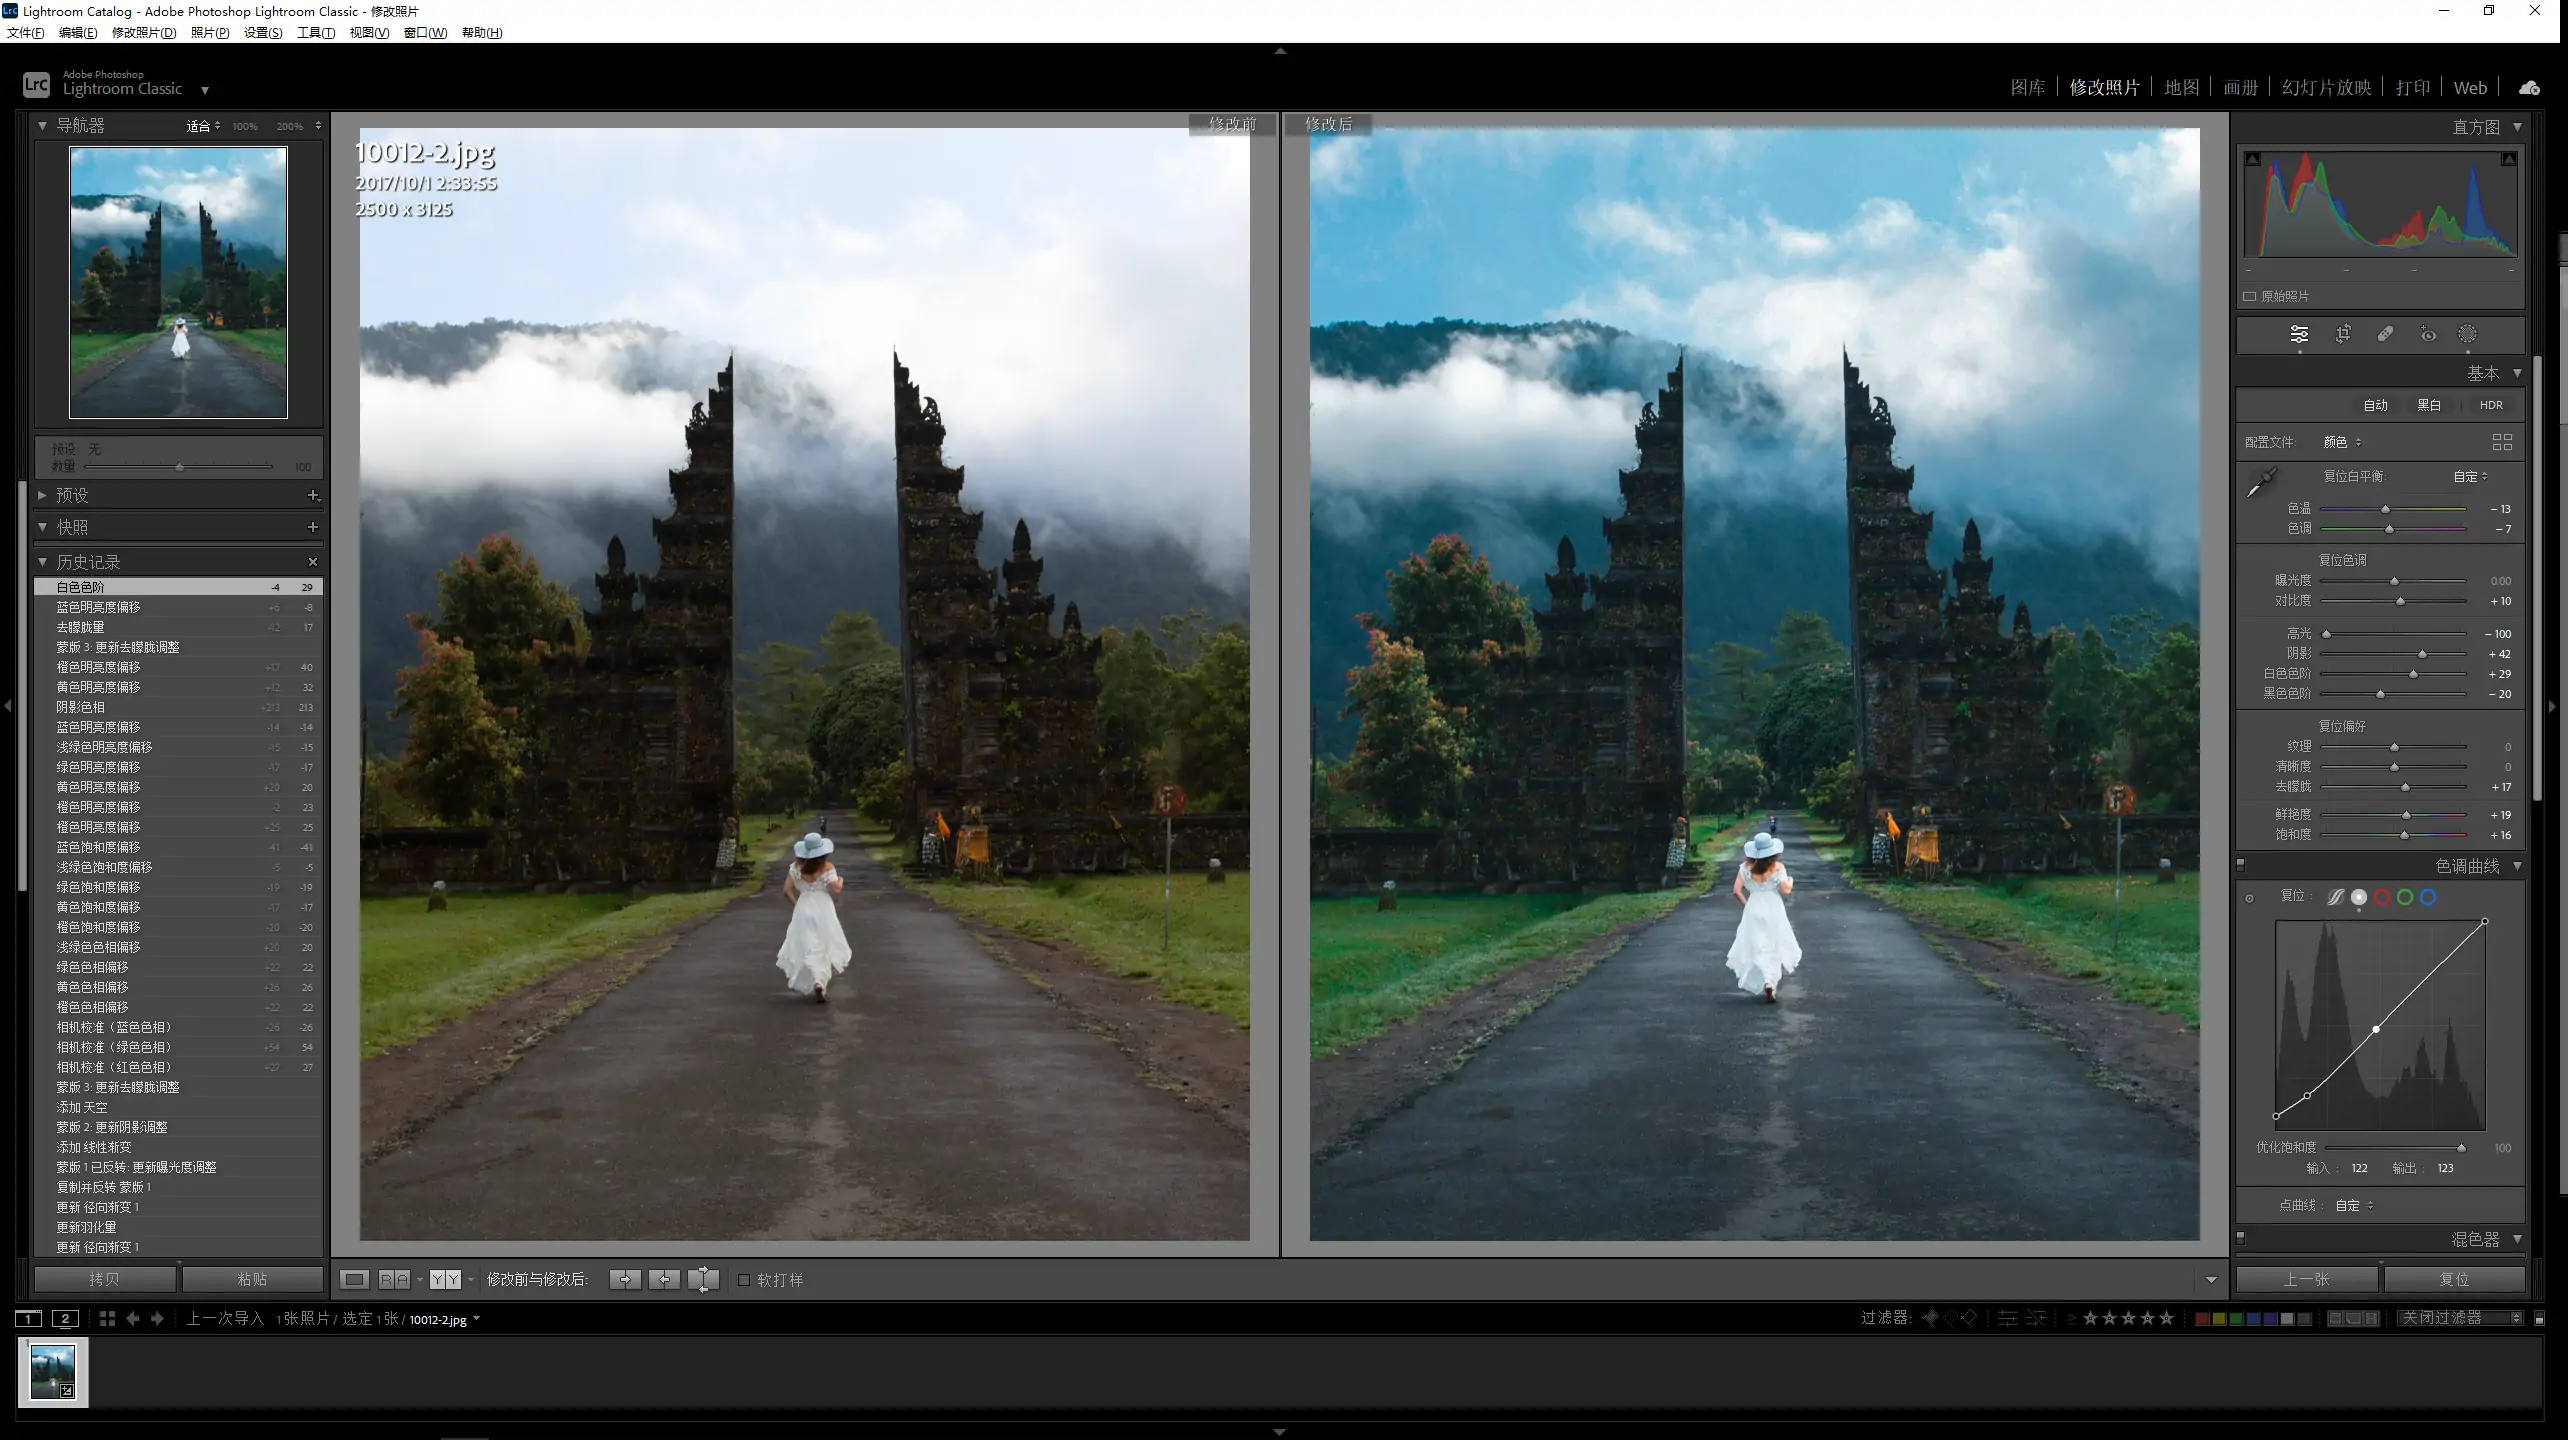 Lightroom Catalog - Adobe Photoshop Lightroom Classic - 修改照片
文件(F) 编辑(E) 修改照片(D) 照片(P) 设置(S) 工具(T) 视图(V) 窗口(W) 帮助(H)
Adobe Photoshop
Lightroom Classic
图库 修改照片 地图 画册 幻灯片放映 打印 Web
导航器 适合 100% 200%
预设 无
数量 100
预设
快照
历史记录
白色色阶 -4 29
蓝色明亮度偏移 +6 -8
去朦胧量 -12 17
蒙版 3: 更新去朦胧调整
橙色明亮度偏移 +17 40
黄色明亮度偏移 +12 32
阴影色相 +213 213
蓝色明亮度偏移 -14 -14
浅绿色明亮度偏移 -15 -15
绿色明亮度偏移 -17 -17
黄色明亮度偏移 +20 20
橙色明亮度偏移 -2 23
橙色明亮度偏移 +25 25
蓝色饱和度偏移 -41 -41
浅绿色饱和度偏移 -5 -5
绿色饱和度偏移 -19 -19
黄色饱和度偏移 -17 -17
橙色饱和度偏移 -20 -20
浅绿色色相偏移 +20 20
绿色色相偏移 +22 22
黄色色相偏移 +26 26
橙色色相偏移 +22 22
相机校准（蓝色色相） -26 -26
相机校准（绿色色相） +54 54
相机校准（红色色相） +27 27
蒙版 3: 更新去朦胧调整
添加 天空
蒙版 2: 更新阴影调整
添加 线性渐变
蒙版 1 已反转: 更新曝光度调整
复制并反转 蒙版 1
更新 径向渐变 1
更新羽化量
更新 径向渐变 1
拷贝 粘贴
修改前
10012-2.jpg
2017/10/1 2:33:55
2500 x 3125
修改后
直方图
原始照片
基本
自动 黑白 HDR
配置文件: 颜色
复位白平衡: 自定
色温 - 13
色调 - 7
复位色调
曝光度 0.00
对比度 + 10
高光 - 100
阴影 + 42
白色色阶 + 29
黑色色阶 - 20
复位偏好
纹理 0
清晰度 0
去朦胧 + 17
鲜艳度 + 19
饱和度 + 16
色调曲线
复位 :
优化饱和度 100
输入 : 122 输出 : 123
点曲线 : 自定
混色器
上一张 复位
R A Y Y 修改前与修改后: 软打样
1 2 上一次导入 1 张照片 / 选定 1 张 / 10012-2.jpg
过滤器: ≥ 关闭过滤器
1